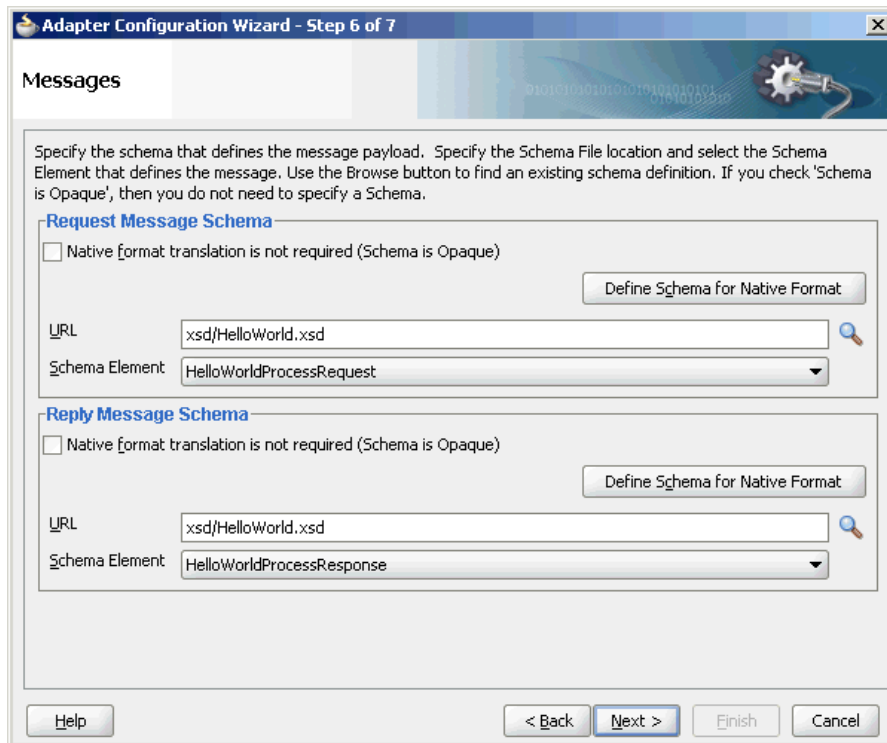 Adapter Configuration Wizard - Step 6 of 7
Messages
Specify the schema that defines the message payload. Specify the Schema File location and select the Schema
Element that defines the message. Use the Browse button to find an existing schema definition. If you check 'Schema
is Opaque', then you do not need to specify a Schema.
Request Message Schema
Native format translation is not required (Schema is Opaque)
Define Schema for Native Format
URL xsd/HelloWorld.xsd
Schema Element HelloWorldProcessRequest
Reply Message Schema
Native format translation is not required (Schema is Opaque)
Define Schema for Native Format
URL xsd/HelloWorld.xsd
Schema Element HelloWorldProcessResponse
Help < Back Next > Finish Cancel